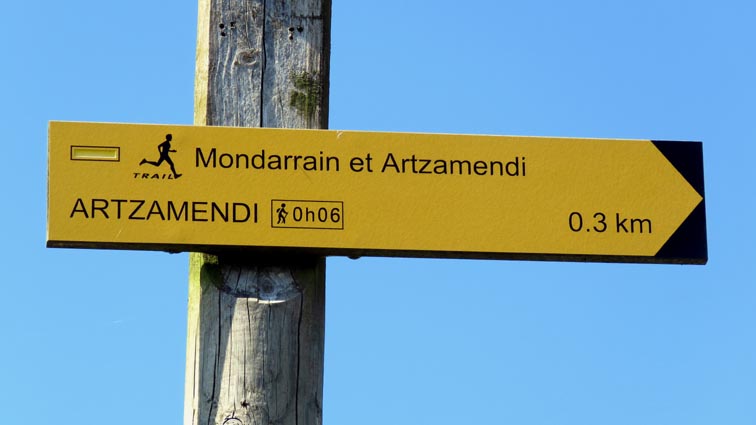 TRAIL Mondarrain et Artzamendi
ARTZAMENDI 0h06 0.3 km